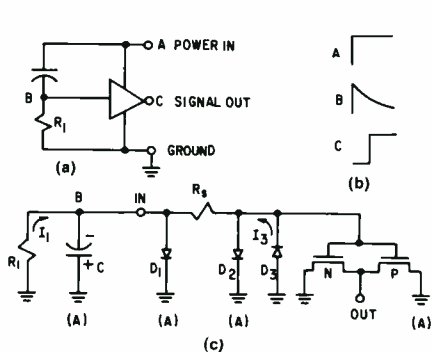 A POWER IN
B
C SIGNAL OUT
R1
GROUND
(a)
A
B
C
(b)
B
IN
Rs
I1
I3
R1
-
+ C
D1
D2
D3
N
P
OUT
(A)
(A)
(A)
(A)
(c)